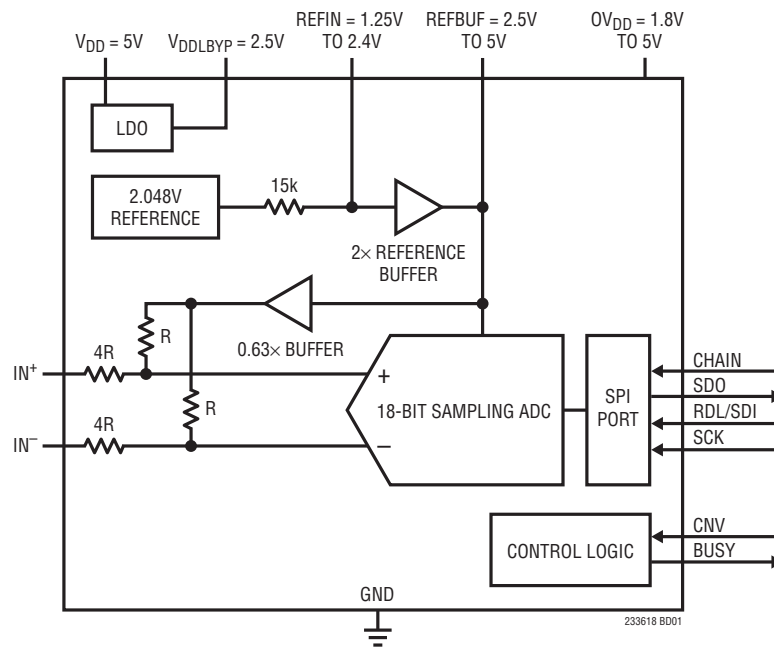 V_DD = 5V
V_DDLBYP = 2.5V
REFIN = 1.25V
TO 2.4V
REFBUF = 2.5V
TO 5V
OV_DD = 1.8V
TO 5V
LDO
2.048V
REFERENCE
15k
2× REFERENCE
BUFFER
R
0.63× BUFFER
4R
IN⁺
+
R
18-BIT SAMPLING ADC
4R
IN⁻
−
SPI
PORT
CHAIN
SDO
RDL/SDI
SCK
CONTROL LOGIC
CNV
BUSY
GND
233618 BD01